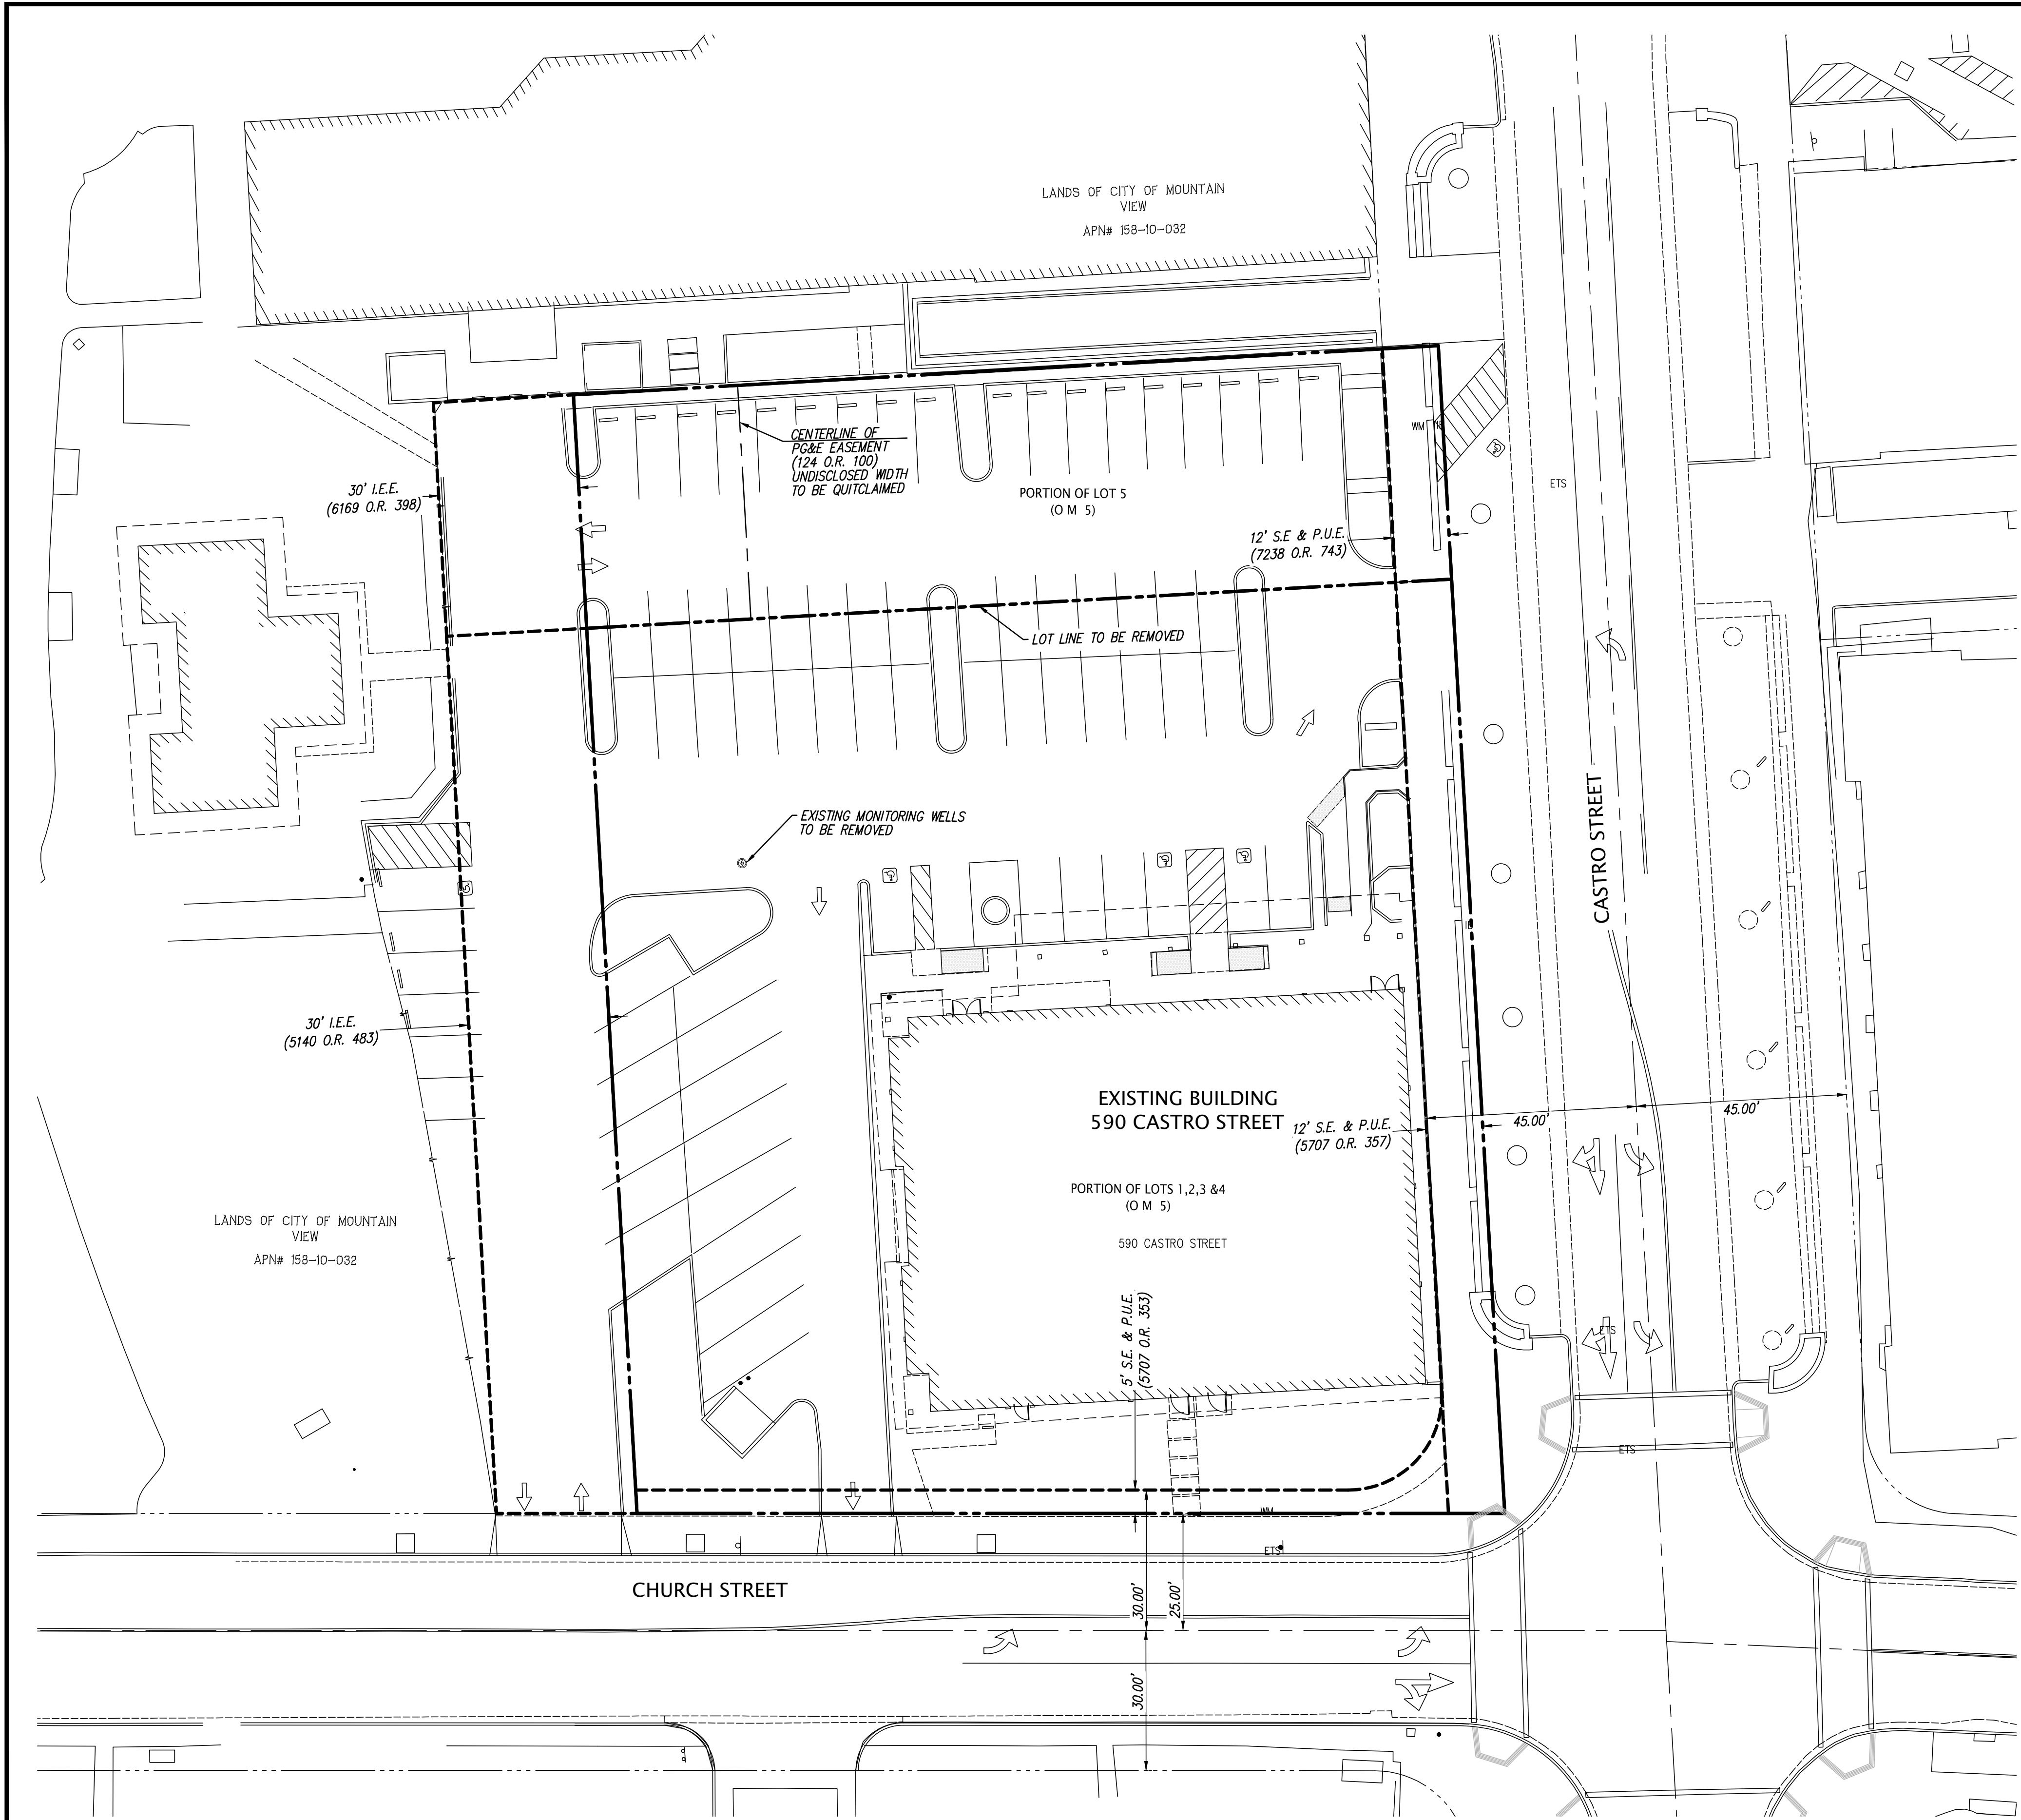 LANDS OF CITY OF MOUNTAIN
VIEW
APN# 158-10-032
CENTERLINE OF
PG&E EASEMENT
(124 O.R. 100)
UNDISCLOSED WIDTH
TO BE QUITCLAIMED
WM
30' I.E.E.
(6169 O.R. 398)
PORTION OF LOT 5
(O M 5)
ETS
12' S.E & P.U.E.
(7238 O.R. 743)
LOT LINE TO BE REMOVED
EXISTING MONITORING WELLS
TO BE REMOVED
CASTRO STREET
30' I.E.E.
(5140 O.R. 483)
EXISTING BUILDING
590 CASTRO STREET
12' S.E. & P.U.E.
(5707 O.R. 357)
45.00'
45.00'
PORTION OF LOTS 1,2,3 &4
(O M 5)
590 CASTRO STREET
LANDS OF CITY OF MOUNTAIN
VIEW
APN# 158-10-032
5' S.E. & P.U.E.
(5707 O.R. 353)
ETS
ETS
WM
ETS
CHURCH STREET
30.00'
25.00'
30.00'